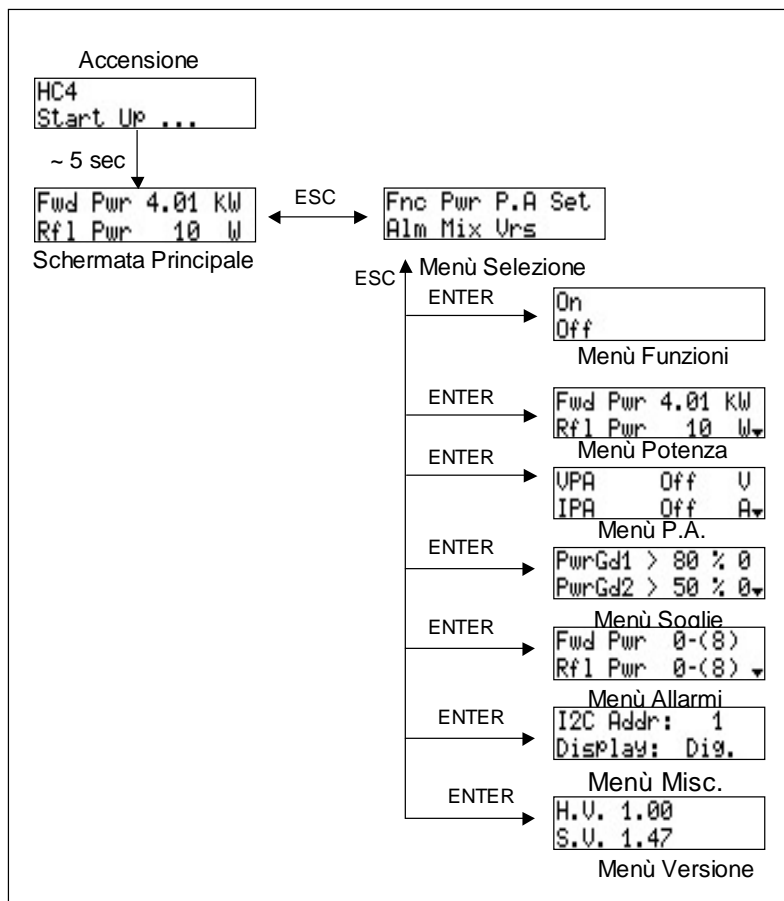 Accensione
HC4
Start Up ...
~ 5 sec
Fwd Pwr 4.01 kW
Rfl Pwr 10 W
Schermata Principale
ESC
Fnc Pwr P.A Set
Alm Mix Vrs
Menù Selezione
ESC
ENTER
On
Off
Menù Funzioni
ENTER
Fwd Pwr 4.01 kW
Rfl Pwr 10 W
Menù Potenza
ENTER
VPA Off V
IPA Off A
Menù P.A.
ENTER
PwrGd1 > 80 % 0
PwrGd2 > 50 % 0
Menù Soglie
ENTER
Fwd Pwr 0-(8)
Rfl Pwr 0-(8)
Menù Allarmi
ENTER
I2C Addr: 1
Display: Dig.
Menù Misc.
ENTER
H.V. 1.00
S.V. 1.47
Menù Versione